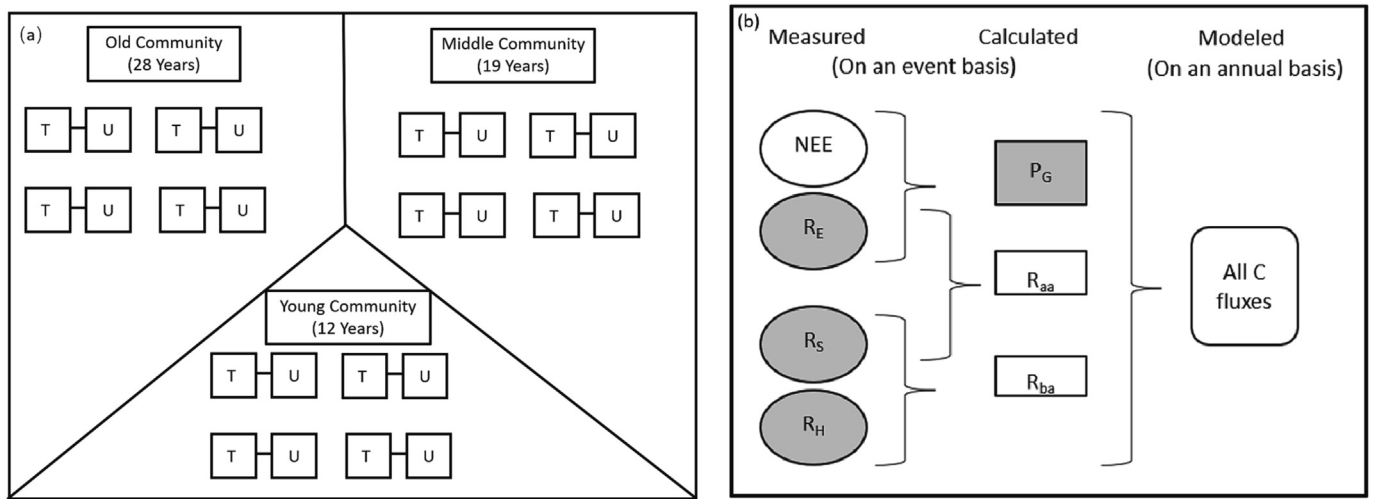 (a)
Old Community
(28 Years)
Middle Community
(19 Years)
T U T U
T U T U
T U T U
T U T U
Young Community
(12 Years)
T U T U
T U T U
(b)
Measured
Calculated
Modeled
(On an event basis)
(On an annual basis)
NEE
RE
RS
RH
PG
Raa
Rba
All C
fluxes